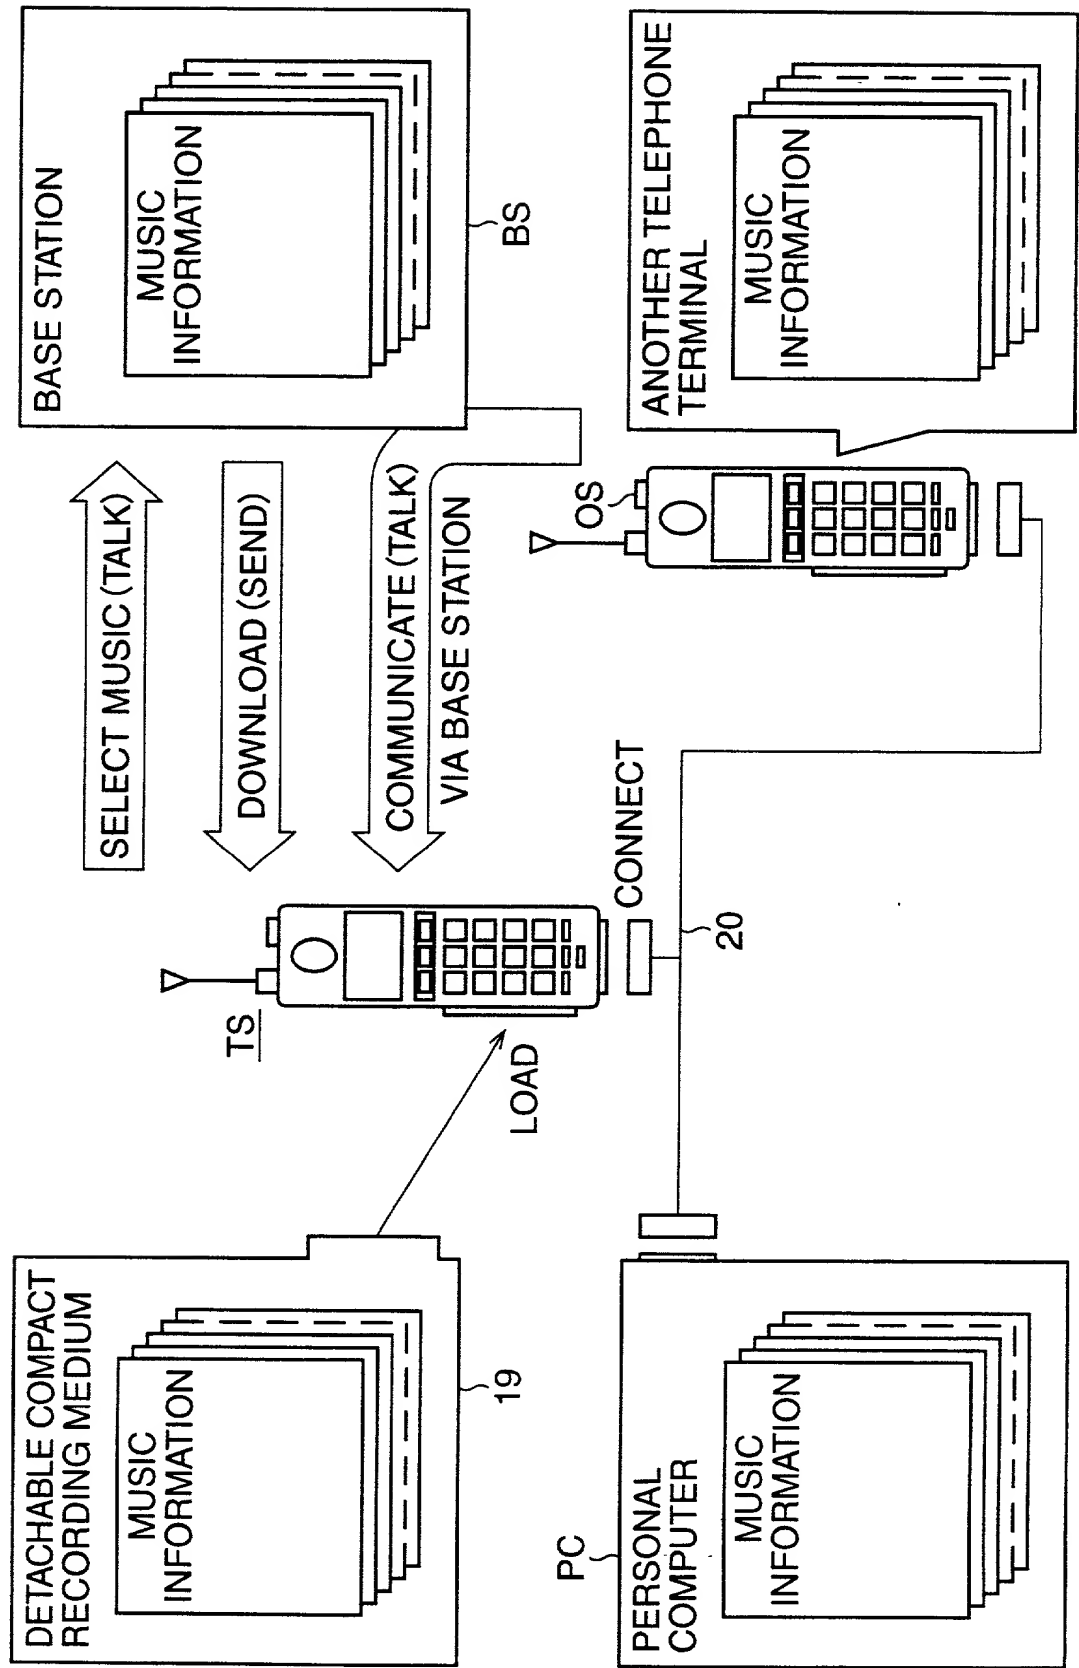 DETACHABLE COMPACT
RECORDING MEDIUM
MUSIC
INFORMATION
19
LOAD
TS
SELECT MUSIC (TALK)
DOWNLOAD (SEND)
COMMUNICATE (TALK)
VIA BASE STATION
BASE STATION
MUSIC
INFORMATION
BS
PC
PERSONAL
COMPUTER
MUSIC
INFORMATION
CONNECT
20
OS
ANOTHER TELEPHONE
TERMINAL
MUSIC
INFORMATION